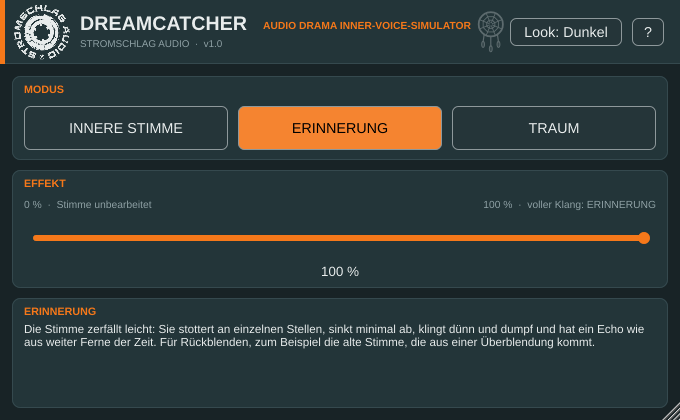 STROMSCHLAG AUDIO
DREAMCATCHER
STROMSCHLAG AUDIO · v1.0
AUDIO DRAMA INNER-VOICE-SIMULATOR
Look: Dunkel
?
MODUS
INNERE STIMME
ERINNERUNG
TRAUM
EFFEKT
0 % · Stimme unbearbeitet
100 % · voller Klang: ERINNERUNG
100 %
ERINNERUNG
Die Stimme zerfällt leicht: Sie stottert an einzelnen Stellen, sinkt minimal ab, klingt dünn und dumpf und hat ein Echo wie
aus weiter Ferne der Zeit. Für Rückblenden, zum Beispiel die alte Stimme, die aus einer Überblendung kommt.